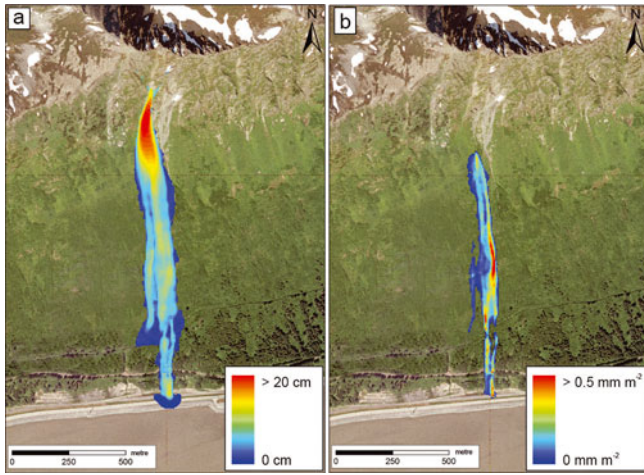 a
N
> 20 cm
0 cm
metre
0 250 500
b
N
> 0.5 mm m⁻²
0 mm m⁻²
metre
0 250 500